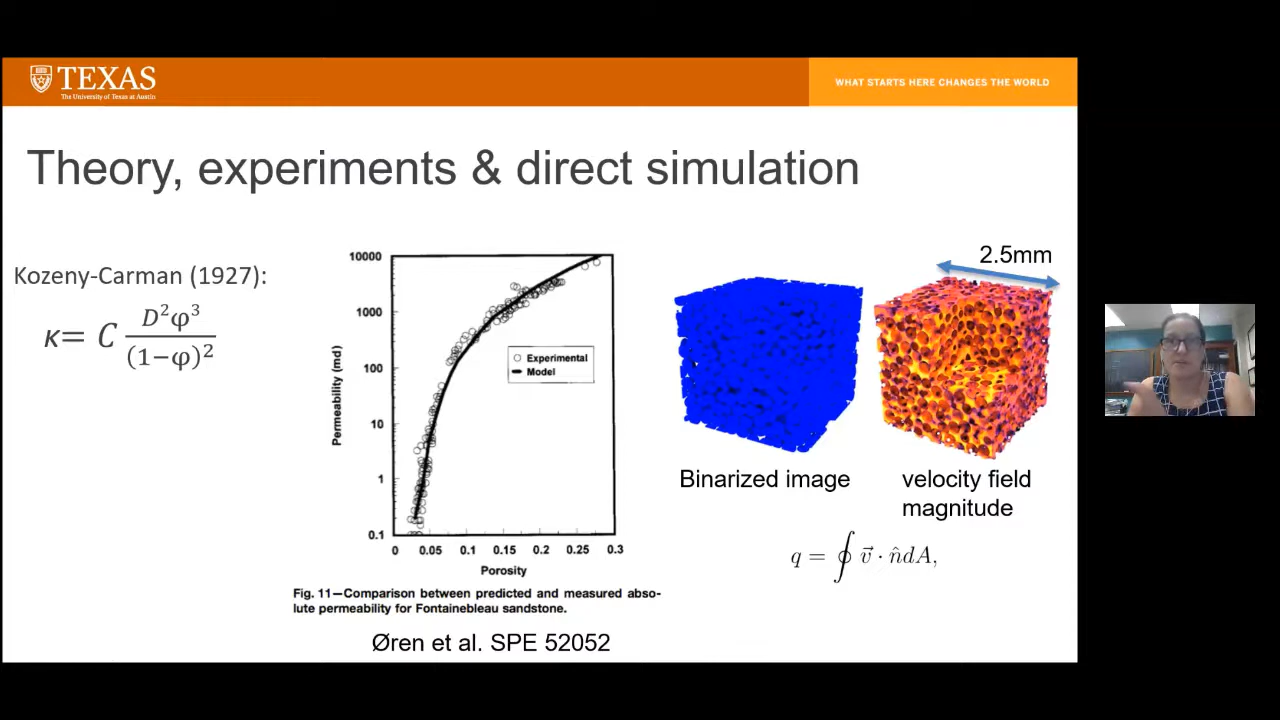 TEXAS
The University of Texas at Austin
WHAT STARTS HERE CHANGES THE WORLD
Theory, experiments & direct simulation
Kozeny-Carman (1927):
κ= C D²φ³/(1−φ)²
10000
1000
100
10
1
0.1
Permeability (md)
Experimental
Model
0 0.05 0.1 0.15 0.2 0.25 0.3
Porosity
Fig. 11—Comparison between predicted and measured abso-
lute permeability for Fontainebleau sandstone.
Øren et al. SPE 52052
2.5mm
Binarized image
velocity field
magnitude
q = ∮ v⃗ · n̂dA,